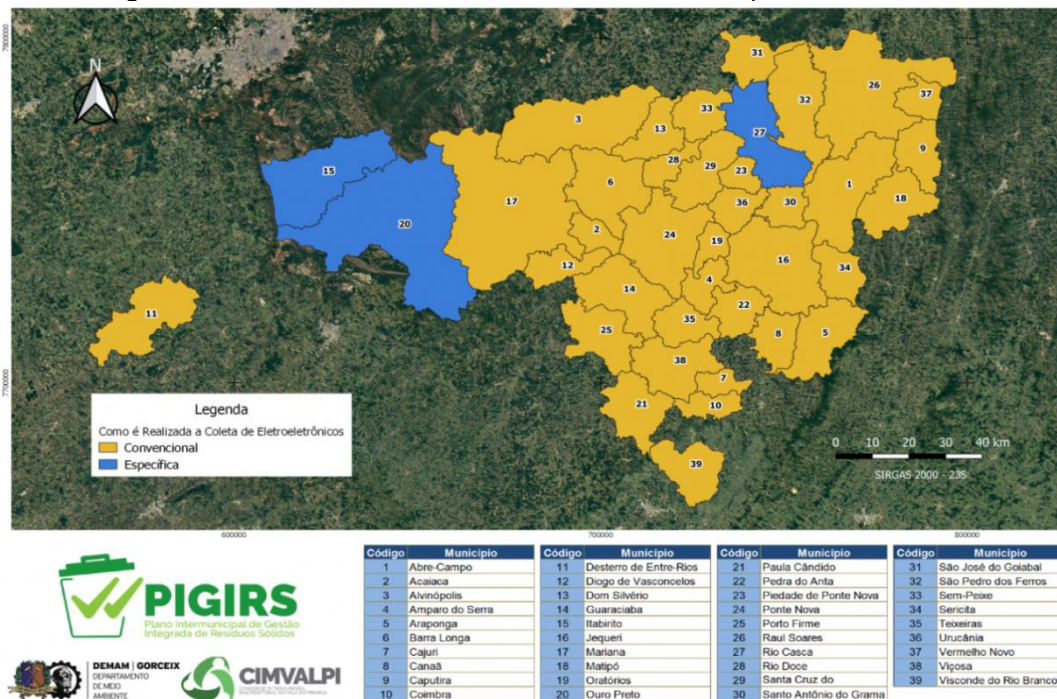 7800000
7700000
N
31
26
32
37
33
3
13
27
9
28
29
23
15
6
1
18
17
36
30
20
2
24
19
16
12
34
4
14
22
11
35
25
8
5
38
7
21
10
39
Legenda
Como é Realizada a Coleta de Eletroeletrônicos
Convencional
Específica
0 10 20 30 40 km
SIRGAS 2000 - 23S
600000 700000 800000
PIGIRS
Plano Intermunicipal de Gestão
Integrada de Resíduos Sólidos
DEMAM | GORCEIX
DEPARTAMENTO
DE MEIO
AMBIENTE
CIMVALPI
Código Município
1 Abre-Campo
2 Acaiaca
3 Alvinópolis
4 Amparo do Serra
5 Araponga
6 Barra Longa
7 Cajuri
8 Canaã
9 Caputira
10 Coimbra
Código Município
11 Desterro de Entre-Rios
12 Diogo de Vasconcelos
13 Dom Silvério
14 Guaraciaba
15 Itabirito
16 Jequeri
17 Mariana
18 Matipó
19 Oratórios
20 Ouro Preto
Código Município
21 Paula Cândido
22 Pedra do Anta
23 Piedade de Ponte Nova
24 Ponte Nova
25 Porto Firme
26 Raul Soares
27 Rio Casca
28 Rio Doce
29 Santa Cruz do
30 Santo Antônio do Grama
Código Município
31 São José do Goiabal
32 São Pedro dos Ferros
33 Sem-Peixe
34 Sericita
35 Teixeiras
36 Urucânia
37 Vermelho Novo
38 Viçosa
39 Visconde do Rio Branco